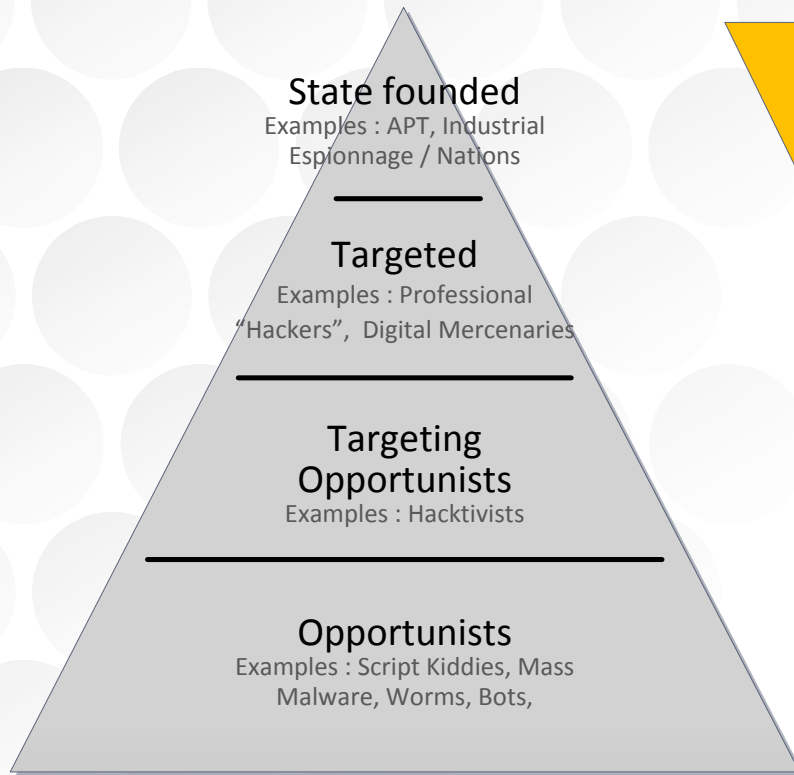 State founded
Examples : APT, Industrial
Espionnage / Nations
Targeted
Examples : Professional
“Hackers”, Digital Mercenaries
Targeting
Opportunists
Examples : Hacktivists
Opportunists
Examples : Script Kiddies, Mass
Malware, Worms, Bots,